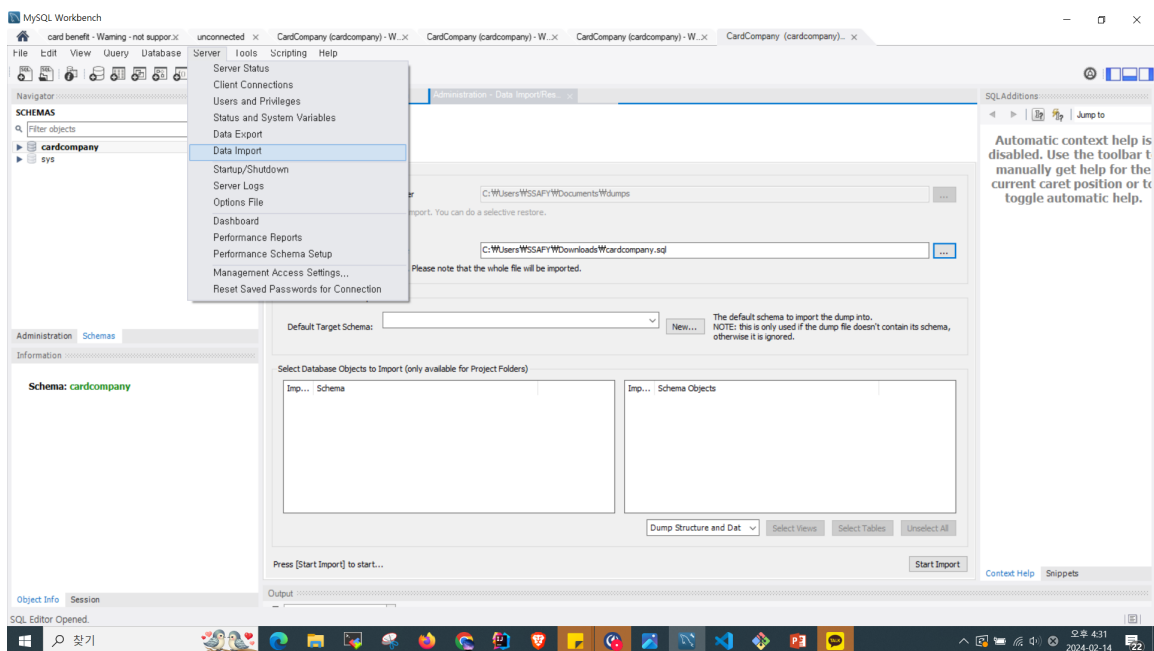 MySQL Workbench
card benefit - Warning - not suppor.x unconnected x CardCompany (cardcompany) - W...x CardCompany (cardcompany) - W...x CardCompany (cardcompany) - W...x CardCompany (cardcompany)... x
File Edit View Query Database Server Tools Scripting Help
Navigator
SCHEMAS
Filter objects
cardcompany
sys
Server Status
Client Connections
Users and Privileges
Status and System Variables
Data Export
Data Import
Startup/Shutdown
Server Logs
Options File
Dashboard
Performance Reports
Performance Schema Setup
Management Access Settings...
Reset Saved Passwords for Connection
Administration - Data Import/Res... x
C:₩Users₩SSAFY₩Documents₩dumps
...
mport. You can do a selective restore.
C:₩Users₩SSAFY₩Downloads₩cardcompany.sql
...
Please note that the whole file will be imported.
Default Target Schema:
New...
The default schema to import the dump into.
NOTE: this is only used if the dump file doesn't contain its schema,
otherwise it is ignored.
Select Database Objects to Import (only available for Project Folders)
Imp... Schema
Imp... Schema Objects
Dump Structure and Dat
Select Views
Select Tables
Unselect All
Press [Start Import] to start...
Start Import
SQLAdditions
Jump to
Automatic context help is
disabled. Use the toolbar t
manually get help for the
current caret position or to
toggle automatic help.
Context Help Snippets
Administration Schemas
Information
Schema: cardcompany
Object Info Session
Output
SQL Editor Opened.
찾기
오후 4:31
2024-02-14
22